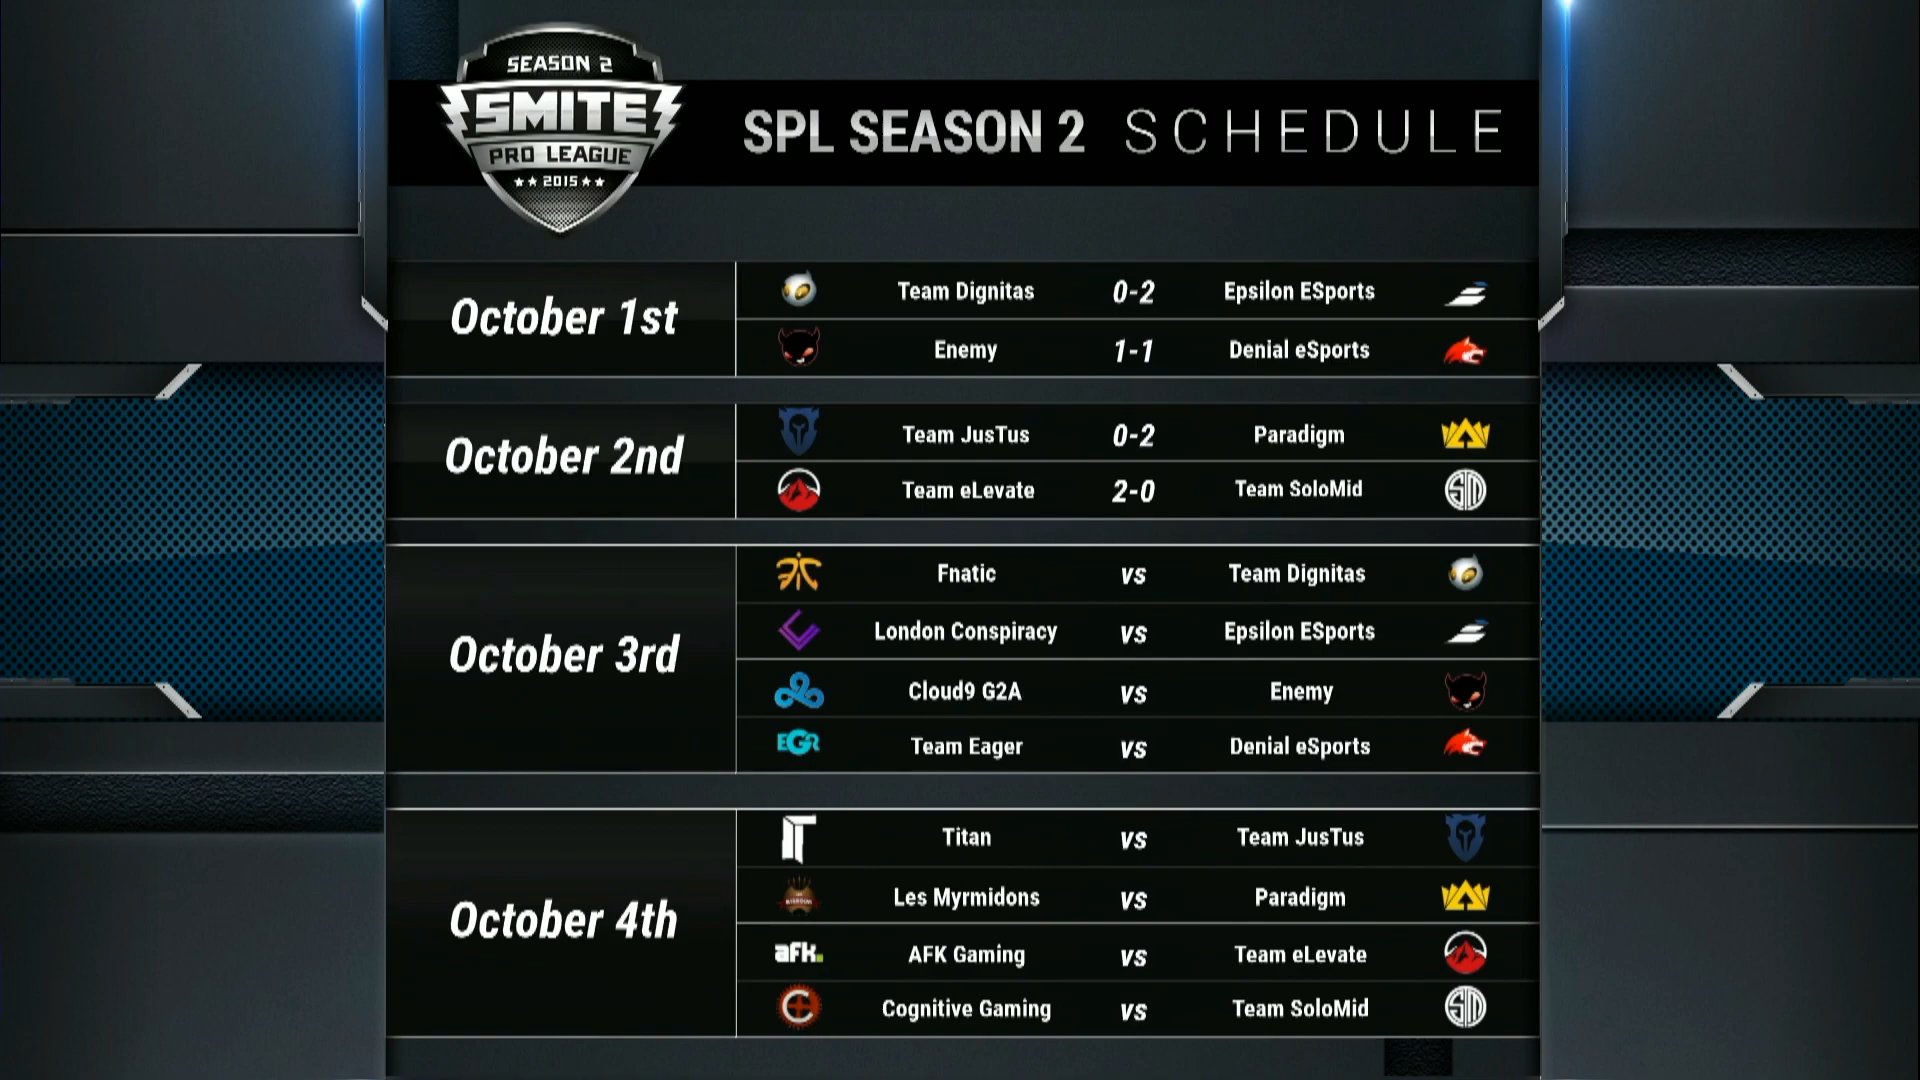 SEASON 2
SMITE
PRO LEAGUE
2015
SPL SEASON 2 SCHEDULE
October 1st
Team Dignitas 0-2 Epsilon ESports
Enemy 1-1 Denial eSports
October 2nd
Team JusTus 0-2 Paradigm
Team eLevate 2-0 Team SoloMid
October 3rd
Fnatic vs Team Dignitas
London Conspiracy vs Epsilon ESports
Cloud9 G2A vs Enemy
EGR Team Eager vs Denial eSports
October 4th
Titan vs Team JusTus
Les Myrmidons vs Paradigm
afk. AFK Gaming vs Team eLevate
Cognitive Gaming vs Team SoloMid